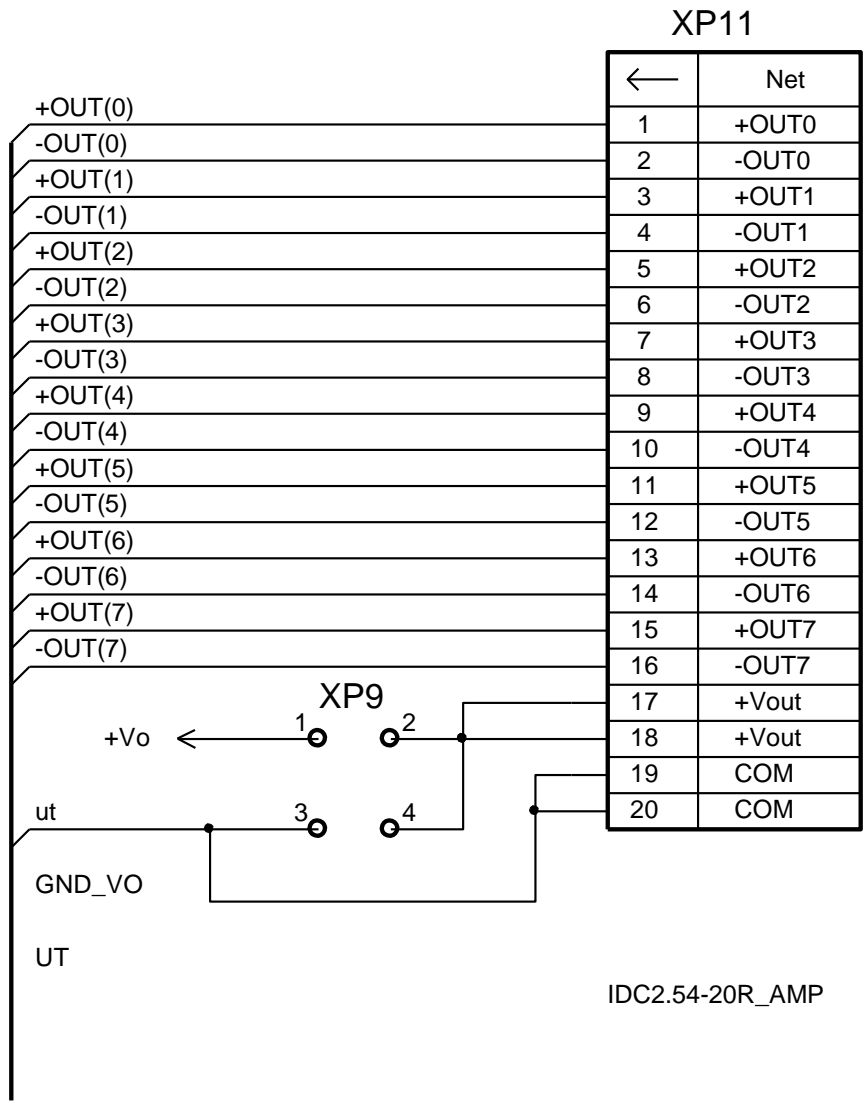 XP11
Net
+OUT(0)
1 +OUT0
-OUT(0)
2 -OUT0
+OUT(1)
3 +OUT1
-OUT(1)
4 -OUT1
+OUT(2)
5 +OUT2
-OUT(2)
6 -OUT2
+OUT(3)
7 +OUT3
-OUT(3)
8 -OUT3
+OUT(4)
9 +OUT4
-OUT(4)
10 -OUT4
+OUT(5)
11 +OUT5
-OUT(5)
12 -OUT5
+OUT(6)
13 +OUT6
-OUT(6)
14 -OUT6
+OUT(7)
15 +OUT7
-OUT(7)
16 -OUT7
XP9
17 +Vout
+Vo 1 2
18 +Vout
19 COM
ut 3 4
20 COM
GND_VO
UT
IDC2.54-20R_AMP